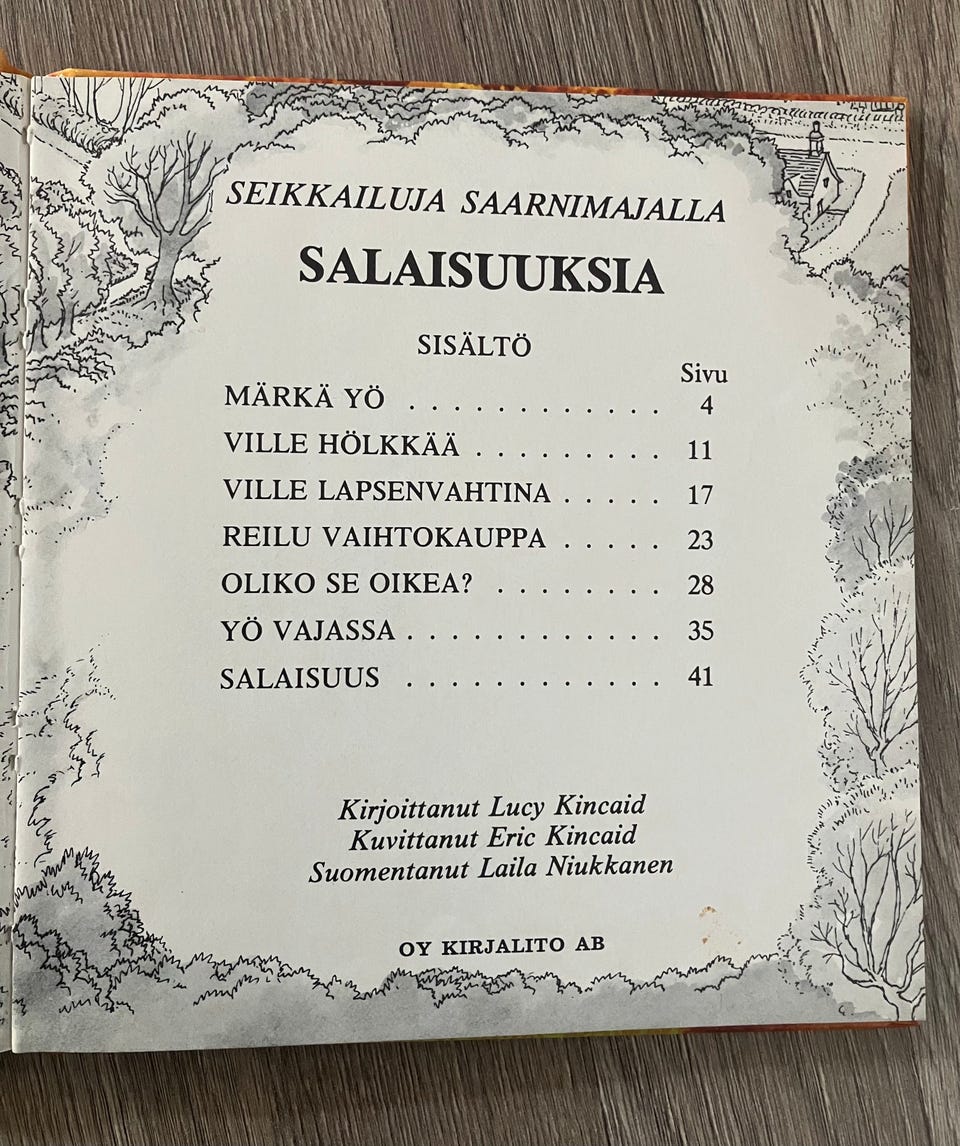 SEIKKAILUJA SAARNIMAJALLA
SALAISUUKSIA
SISÄLTÖ
Sivu
MÄRKÄ YÖ . . . . . . . . . . . . 4
VILLE HÖLKKÄÄ . . . . . . . . . 11
VILLE LAPSENVAHTINA . . . . . 17
REILU VAIHTOKAUPPA . . . . . 23
OLIKO SE OIKEA? . . . . . . . . 28
YÖ VAJASSA . . . . . . . . . . . . 35
SALAISUUS . . . . . . . . . . . . 41
Kirjoittanut Lucy Kincaid
Kuvittanut Eric Kincaid
Suomentanut Laila Niukkanen
OY KIRJALITO AB